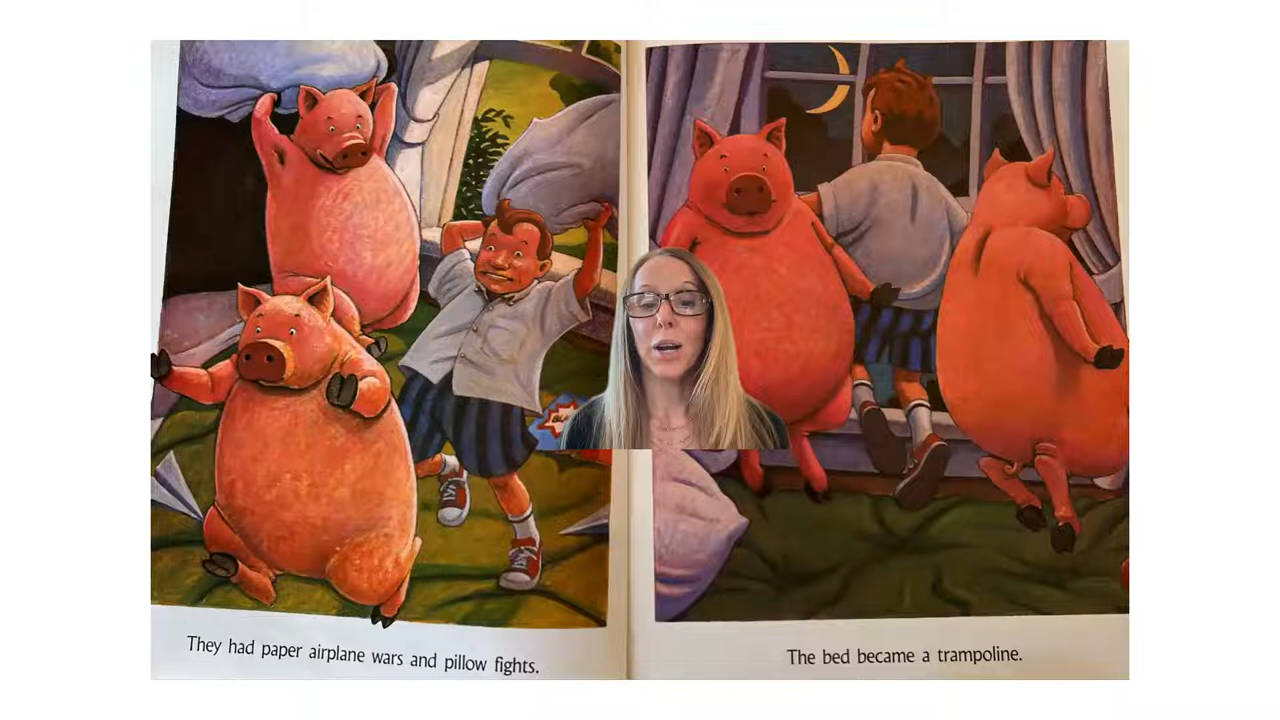 They had paper airplane wars and pillow fights.
The bed became a trampoline.